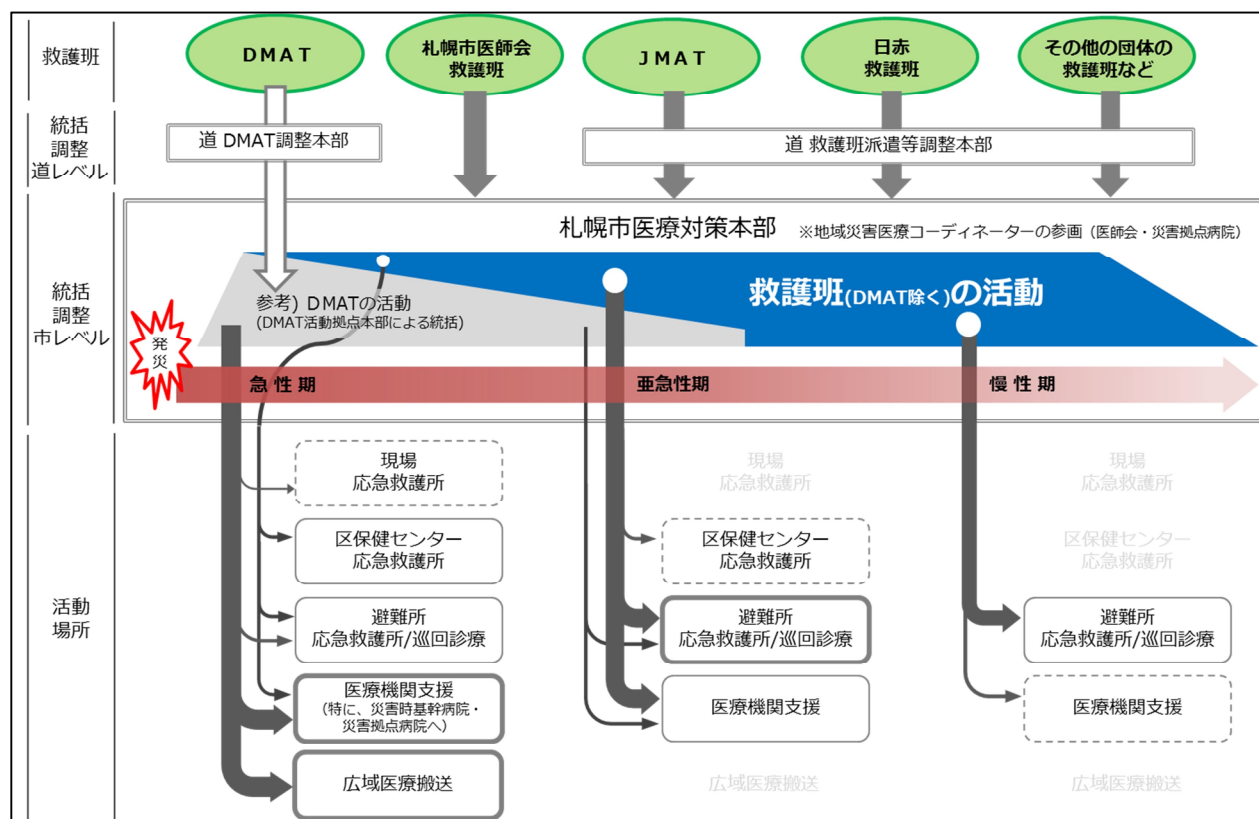 救護班
DMAT
札幌市医師会
救護班
JMAT
日赤
救護班
その他の団体の
救護班など
統括
調整
道レベル
道 DMAT調整本部
道 救護班派遣等調整本部
統括
調整
市レベル
札幌市医療対策本部 ※地域災害医療コーディネーターの参画（医師会・災害拠点病院）
参考) DMATの活動
(DMAT活動拠点本部による統括)
救護班(DMAT除く)の活動
発
災
急性期
亜急性期
慢性期
活動
場所
現場
応急救護所
区保健センター
応急救護所
避難所
応急救護所/巡回診療
医療機関支援
(特に、災害時基幹病院・
災害拠点病院へ)
広域医療搬送
現場
応急救護所
区保健センター
応急救護所
避難所
応急救護所/巡回診療
医療機関支援
広域医療搬送
現場
応急救護所
区保健センター
応急救護所
避難所
応急救護所/巡回診療
医療機関支援
広域医療搬送